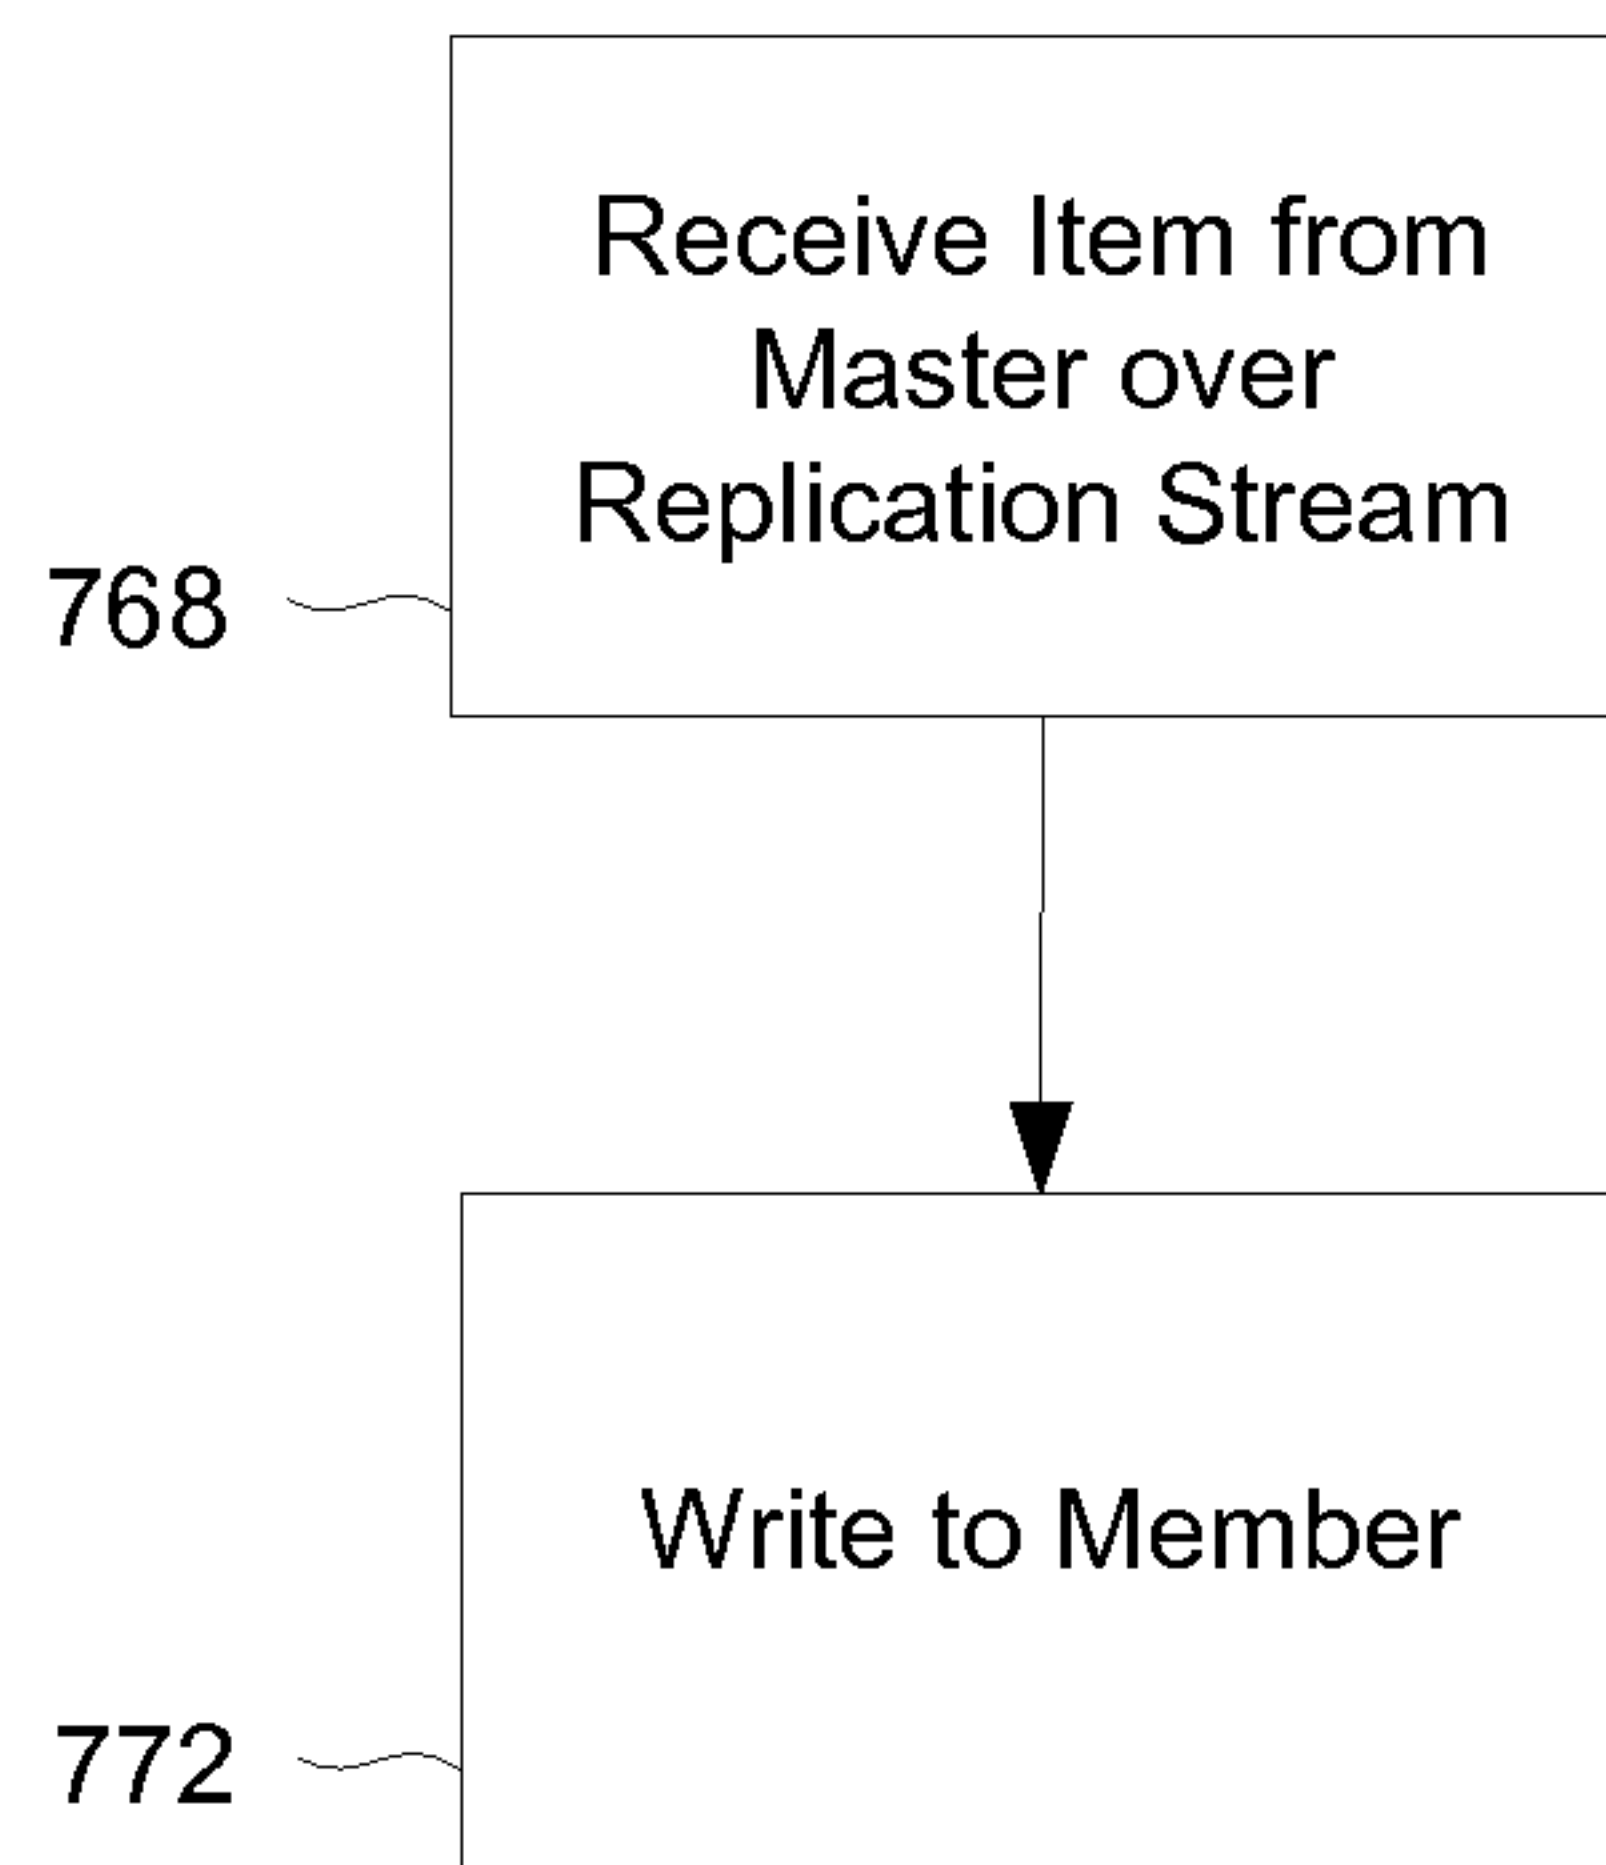 Receive Item from
Master over
Replication Stream
768
Write to Member
772